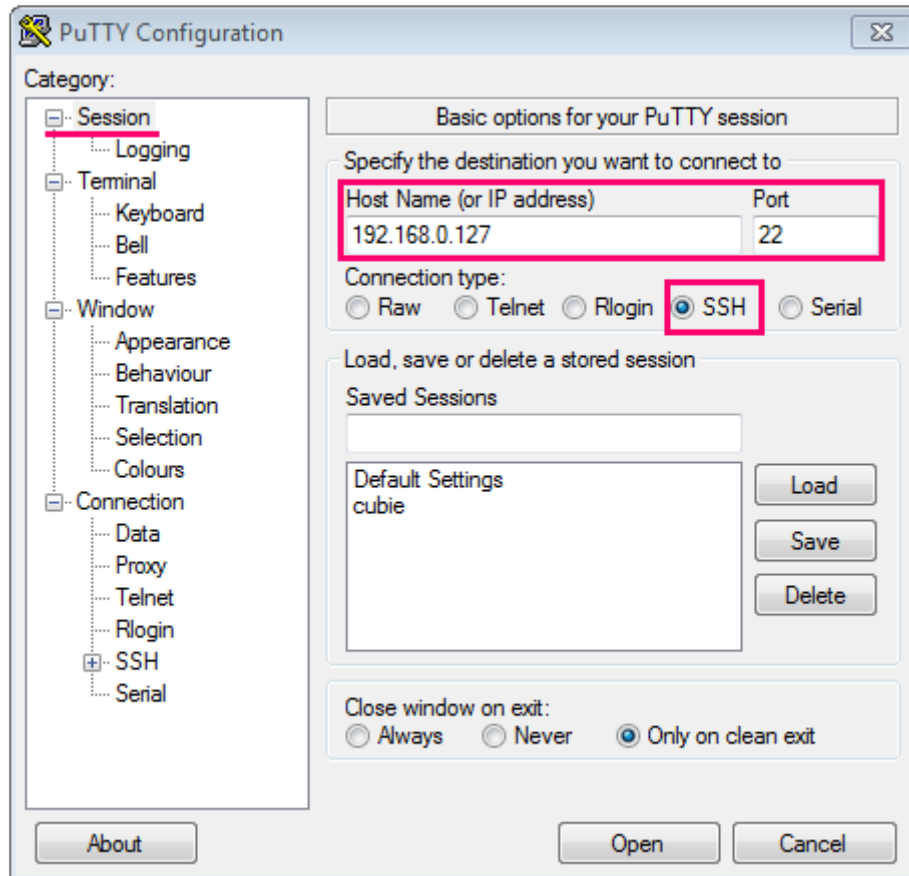 PuTTY Configuration
Category:
Session
Logging
Terminal
Keyboard
Bell
Features
Window
Appearance
Behaviour
Translation
Selection
Colours
Connection
Data
Proxy
Telnet
Rlogin
SSH
Serial
Basic options for your PuTTY session
Specify the destination you want to connect to
Host Name (or IP address) Port
192.168.0.127 22
Connection type:
Raw Telnet Rlogin SSH Serial
Load, save or delete a stored session
Saved Sessions
Default Settings
cubie
Load
Save
Delete
Close window on exit:
Always Never Only on clean exit
About Open Cancel